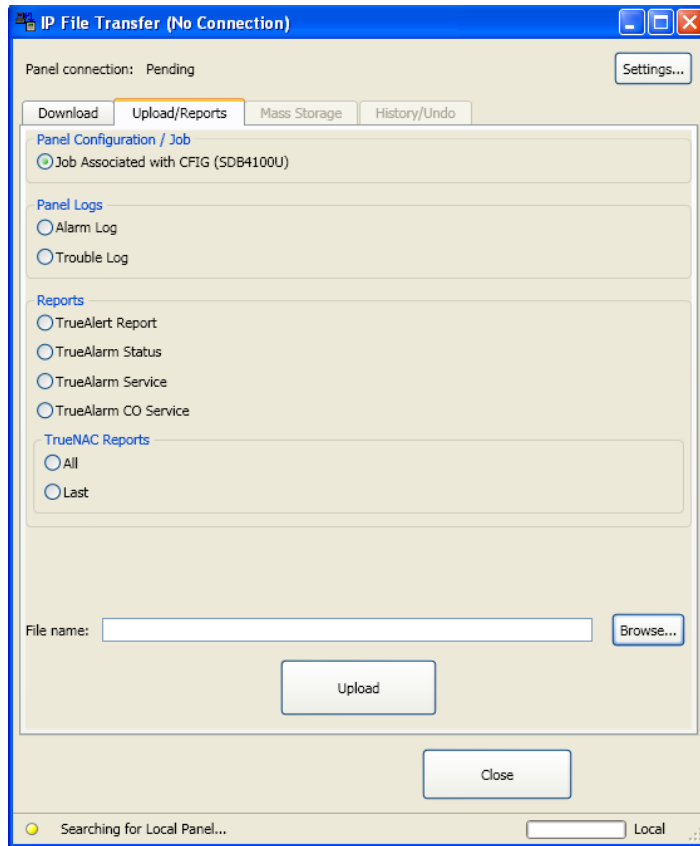 IP File Transfer (No Connection)
Panel connection: Pending
Settings...
Download Upload/Reports Mass Storage History/Undo
Panel Configuration / Job
Job Associated with CFIG (SDB4100U)
Panel Logs
Alarm Log
Trouble Log
Reports
TrueAlert Report
TrueAlarm Status
TrueAlarm Service
TrueAlarm CO Service
TrueNAC Reports
All
Last
File name: Browse...
Upload
Close
Searching for Local Panel... Local